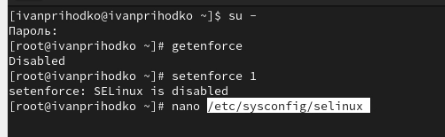 [ivanprihodko@ivanprihodko ~]$ su -
Пароль:
[root@ivanprihodko ~]# getenforce
Disabled
[root@ivanprihodko ~]# setenforce 1
setenforce: SELinux is disabled
[root@ivanprihodko ~]# nano /etc/sysconfig/selinux